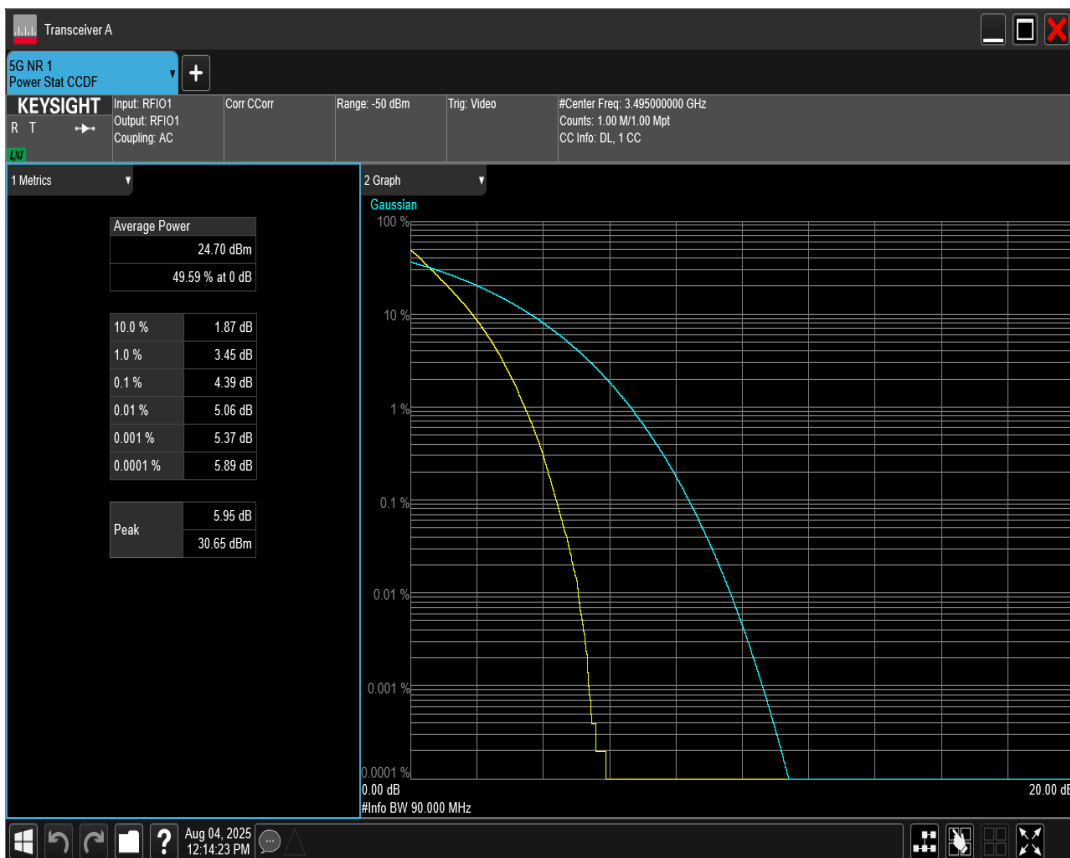 Transceiver A
5G NR 1
Power Stat CCDF
+
KEYSIGHT
R T
LXI
Input: RFIO1
Output: RFIO1
Coupling: AC
Corr CCorr
Range: -50 dBm
Trig: Video
#Center Freq: 3.495000000 GHz
Counts: 1.00 M/1.00 Mpt
CC Info: DL, 1 CC
1 Metrics
Average Power
24.70 dBm
49.59 % at 0 dB
10.0 % 1.87 dB
1.0 % 3.45 dB
0.1 % 4.39 dB
0.01 % 5.06 dB
0.001 % 5.37 dB
0.0001 % 5.89 dB
Peak
5.95 dB
30.65 dBm
2 Graph
Gaussian
100 %
10 %
1 %
0.1 %
0.01 %
0.001 %
0.0001 %
0.00 dB 20.00 dB
#Info BW 90.000 MHz
? Aug 04, 2025
12:14:23 PM